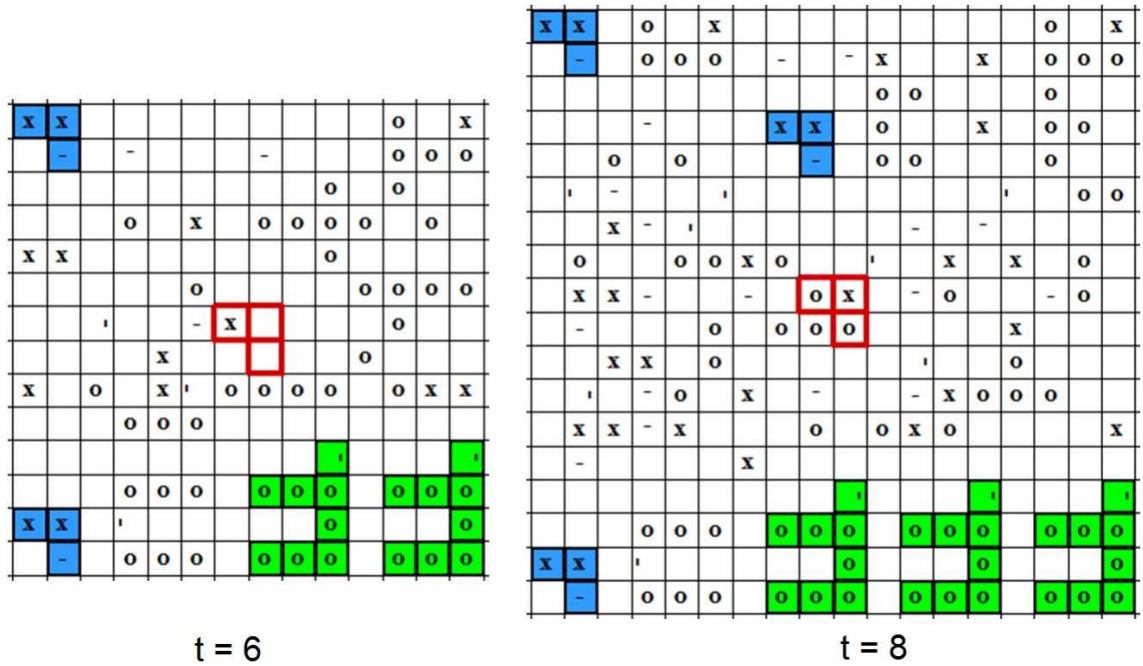 x x o x
- - - o o o
o o
o x o o o o o
x x o
o o o o o
' - x o
x o
x o x ' o o o o o x x
o o o
' '
o o o o o o o o o
x x ' o o
- o o o o o o o o o
t = 6
x x o x o x
- o o o - - x x o o o
o o o
- x x o x o o
o o - o o o
' - ' ' o o
x - ' - -
o o o x o ' x x o
x x - - o x - o - o
- o o o o x
x x o ' o
' - o x - - x o o o
x x - x o o x o x
- x
' ' '
o o o o o o o o o o o o
x x ' o o o
- o o o o o o o o o o o o
t = 8